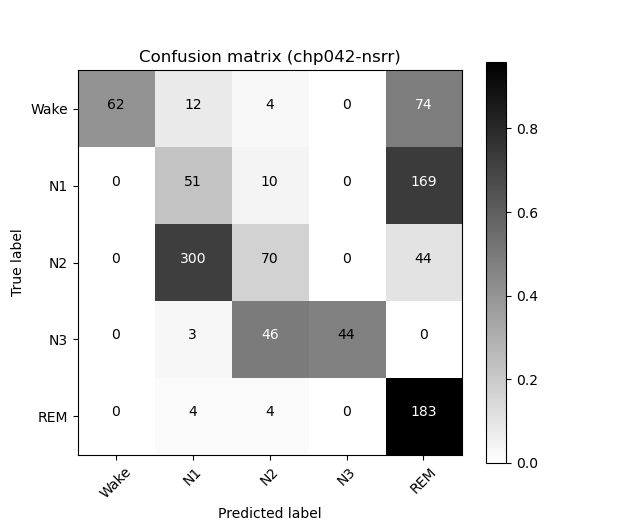 Confusion matrix (chp042-nsrr)
Wake 62 12 4 0 74
N1 0 51 10 0 169
N2 0 300 70 0 44
N3 0 3 46 44 0
REM 0 4 4 0 183
Wake N1 N2 N3 REM
Predicted label
True label
0.8
0.6
0.4
0.2
0.0